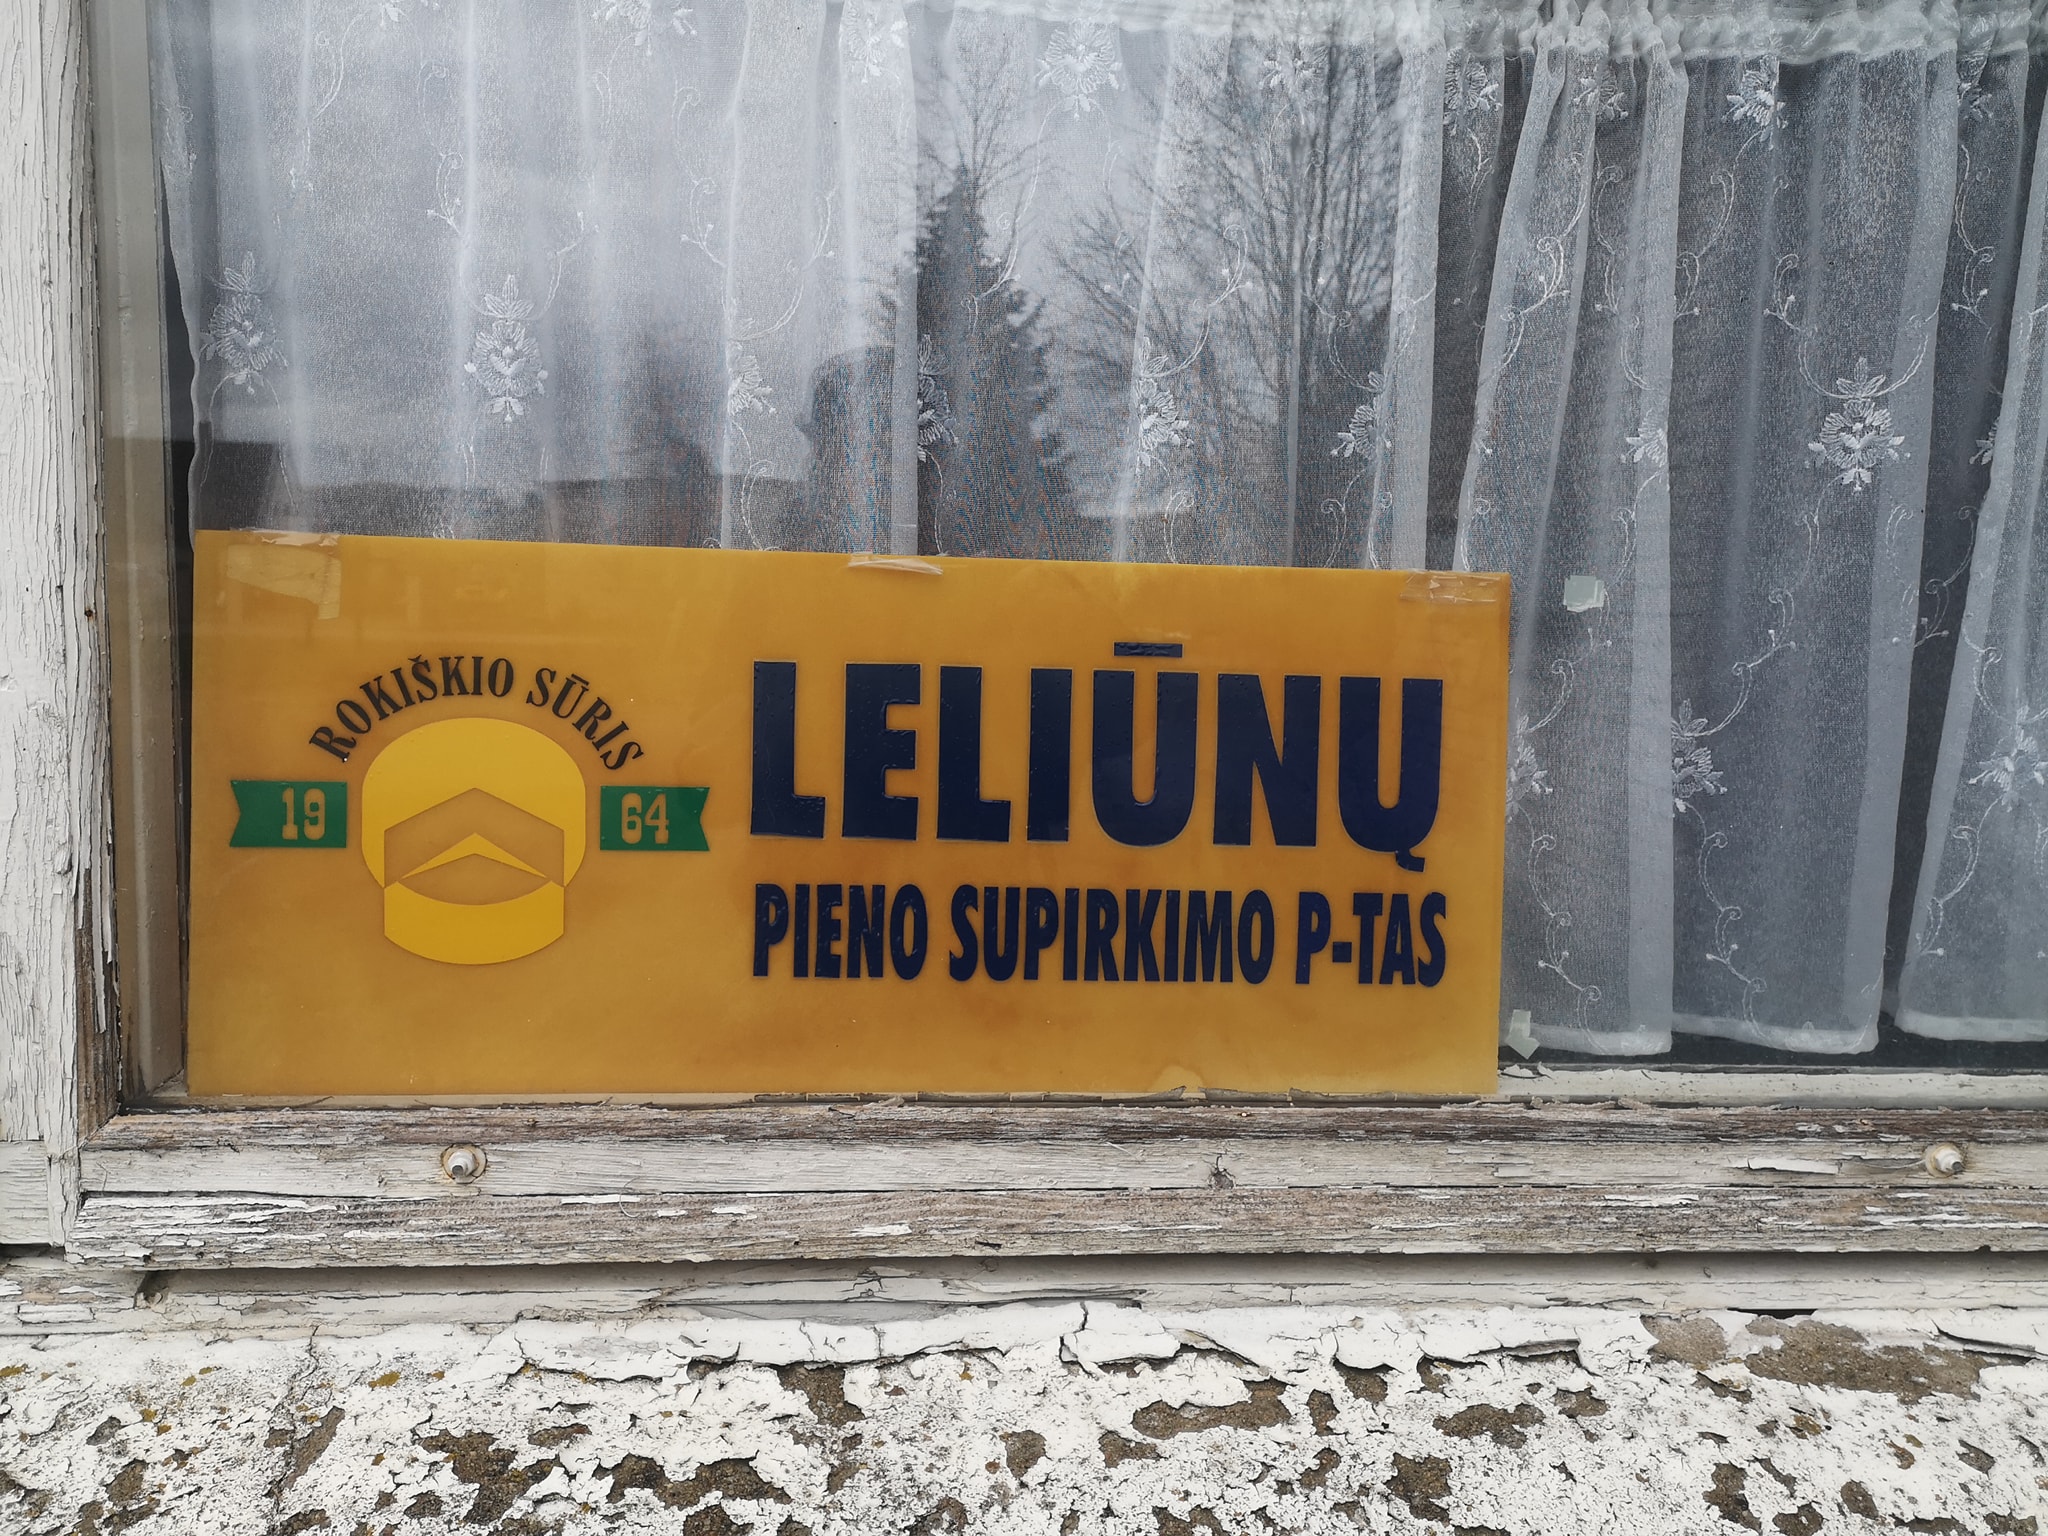 ROKIŠKIO SŪRIS
19 64
LELIŪNŲ
PIENO SUPIRKIMO P-TAS